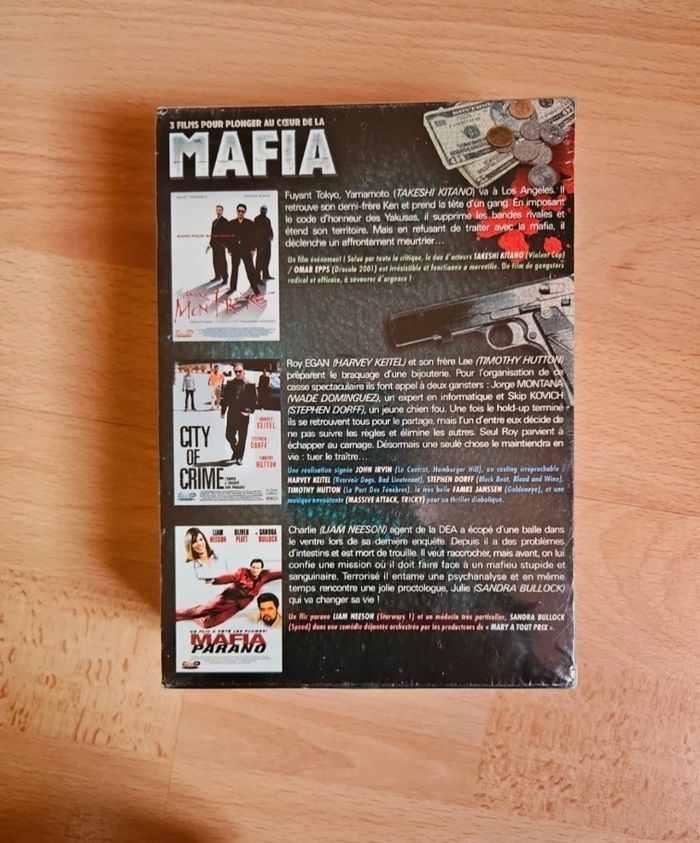 3 FILMS POUR PLONGER AU CŒUR DE LA
MAFIA
Fuyant Tokyo, Yamamoto (TAKESHI KITANO) va à Los Angeles. Il
retrouve son demi-frère Ken et prend la tête d'un gang. En imposant
le code d'honneur des Yakusas, il supprime les bandes rivales et
étend son territoire. Mais en refusant de traiter avec la mafia, il
déclenche un affrontement meurtrier...
Un film événement ! Salué par toute la critique, le duo d'acteurs TAKESHI KITANO (Violent Cop)
/ OMAR EPPS (Dracula 2001) est irrésistible et fonctionne à merveille. Un film de gangsters
radical et efficace, à savourer d'urgence !
MON FRÈRE
Roy EGAN (HARVEY KEITEL) et son frère Lee (TIMOTHY HUTTON)
préparent le braquage d'une bijouterie. Pour l'organisation de ce
casse spectaculaire ils font appel à deux gansters : Jorge MONTANA
(WADE DOMINGUEZ), un expert en informatique et Skip KOVICH
(STEPHEN DORFF), un jeune chien fou. Une fois le hold-up terminé
ils se retrouvent tous pour le partage, mais l'un d'entre eux décide de
ne pas suivre les règles et élimine les autres. Seul Roy parvient à
échapper au carnage. Désormais une seule chose le maintiendra en
vie : tuer le traître...
Une réalisation signée JOHN IRVIN (Le Contrat, Hamburger Hill), un casting irréprochable :
HARVEY KEITEL (Resrvoir Dogs, Bad Lieutenant), STEPHEN DORFF (Black Beat, Blood and Wine),
TIMOTHY HUTTON (La Part Des Ténèbres), la très belle FAMKE JANSSEN (Goldeneye), et une
musique envoûtante (MASSIVE ATTACK, TRICKY) pour un thriller diabolique.
HARVEY
KEITEL
STEPHEN
DORFF
TIMOTHY
HUTTON
CITY
OF
CRIME
Charlie (LIAM NEESON) agent de la DEA a écopé d'une balle dans
le ventre lors de sa dernière enquête. Depuis il a des problèmes
d'intestins et est mort de trouille. Il veut raccrocher, mais avant, on lui
confie une mission où il doit faire face à un mafieu stupide et
sanguinaire. Terrorisé il entame une psychanalyse et en même
temps rencontre une jolie proctologue, Julie (SANDRA BULLOCK)
qui va changer sa vie !
Un flic parano LIAM NEESON (Starwars 1) et un médecin très particulier, SANDRA BULLOCK
(Speed) dans une comédie déjantée orchestrée par les producteurs de « MARY A TOUT PRIX ».
LIAM
NEESON
OLIVER
PLATT
SANDRA
BULLOCK
UN FLIC A PÉTÉ LES PLOMBS!
MAFIA
PARANO